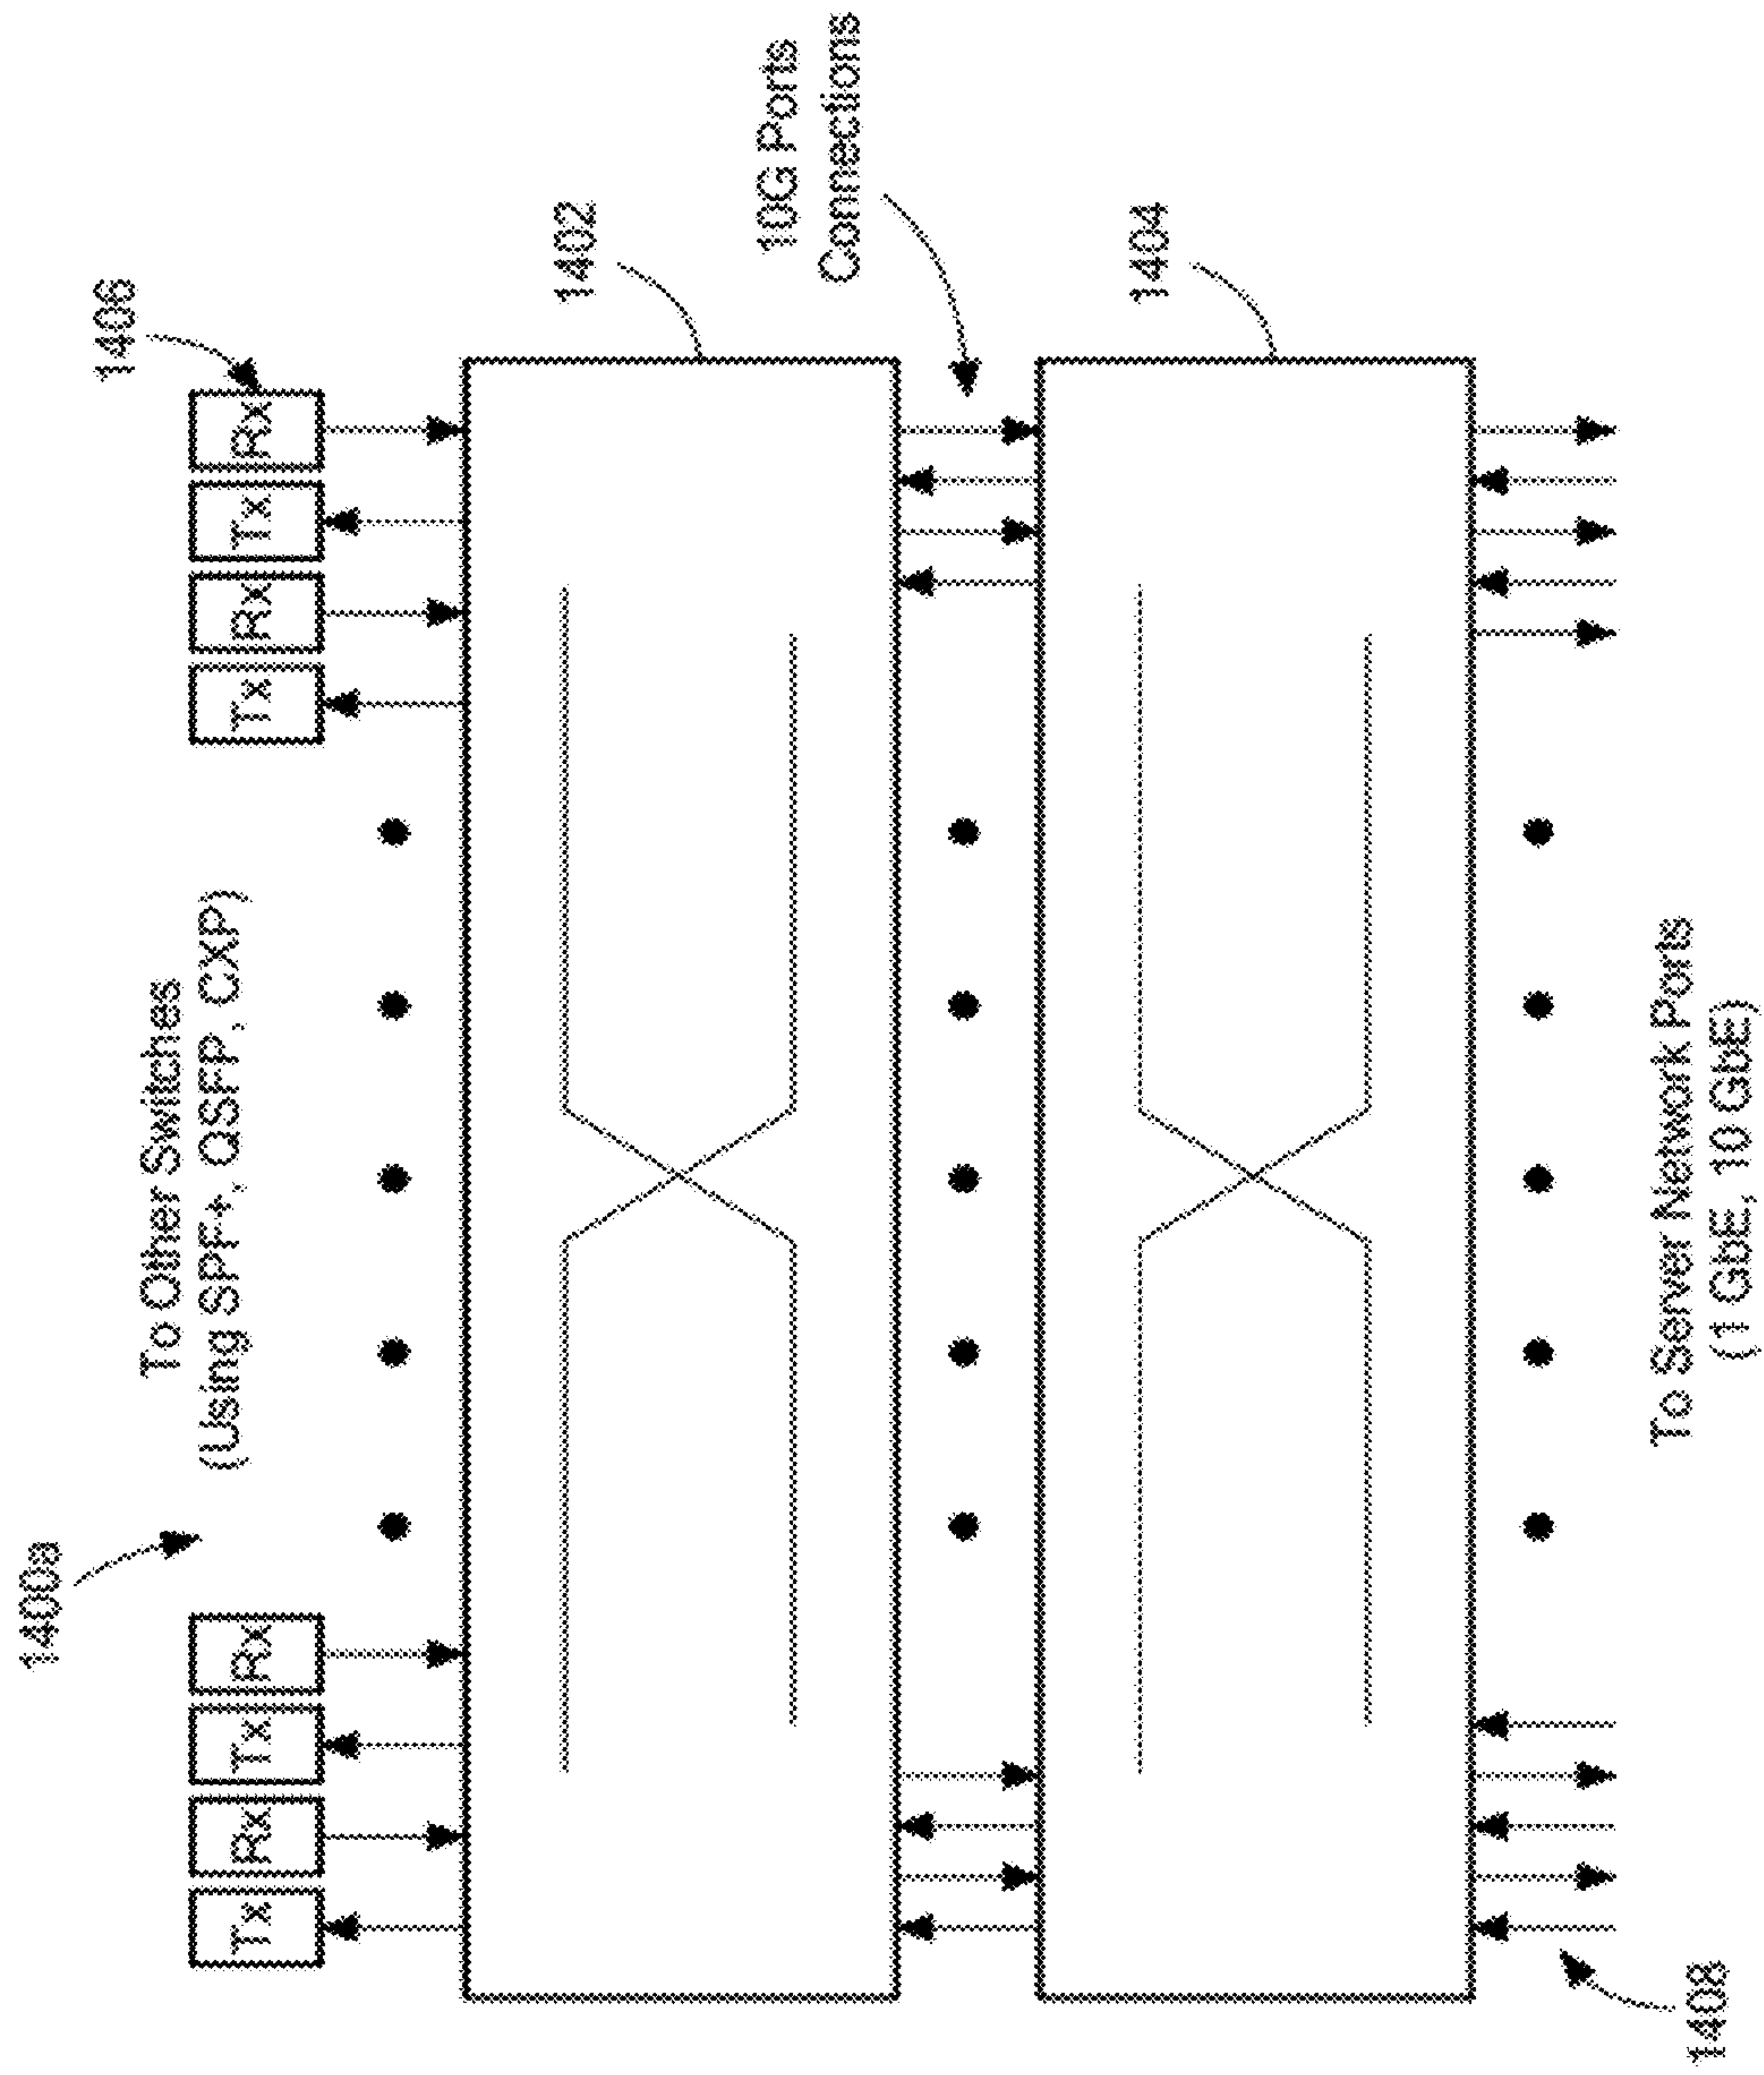 1400a
To Other Switches
(Using SPF+, QSFP, CXP)
1406
Tx
Rx
Tx
Rx
Tx
Rx
Tx
Rx
1402
10G Ports
Connections
1404
1408
To Server Network Ports
(1 GbE, 10 GbE)